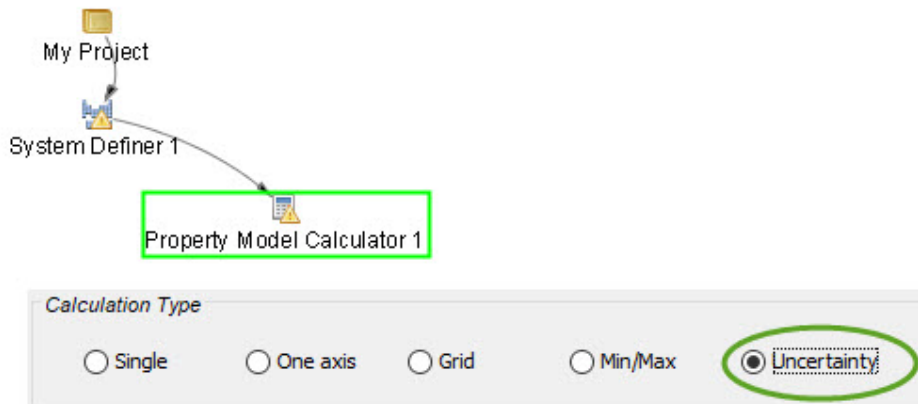 My Project
System Definer 1
Property Model Calculator 1
Calculation Type
Single One axis Grid Min/Max Uncertainty